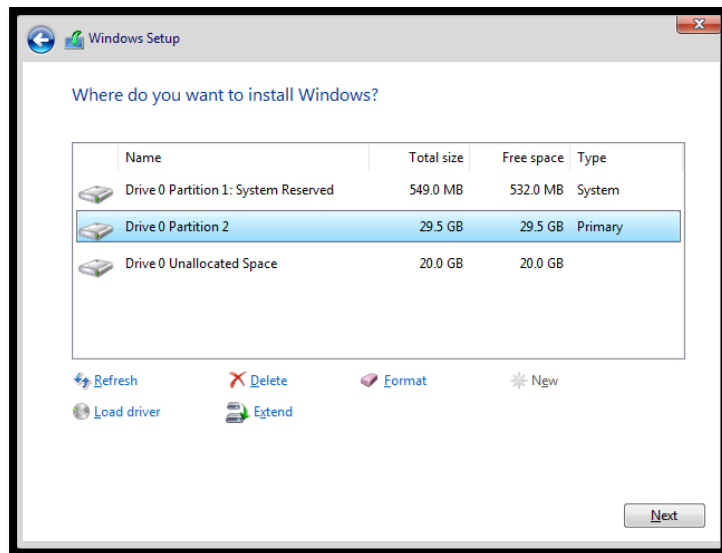 Windows Setup
Where do you want to install Windows?
Name Total size Free space Type
Drive 0 Partition 1: System Reserved 549.0 MB 532.0 MB System
Drive 0 Partition 2 29.5 GB 29.5 GB Primary
Drive 0 Unallocated Space 20.0 GB 20.0 GB
Refresh Delete Format New
Load driver Extend
Next